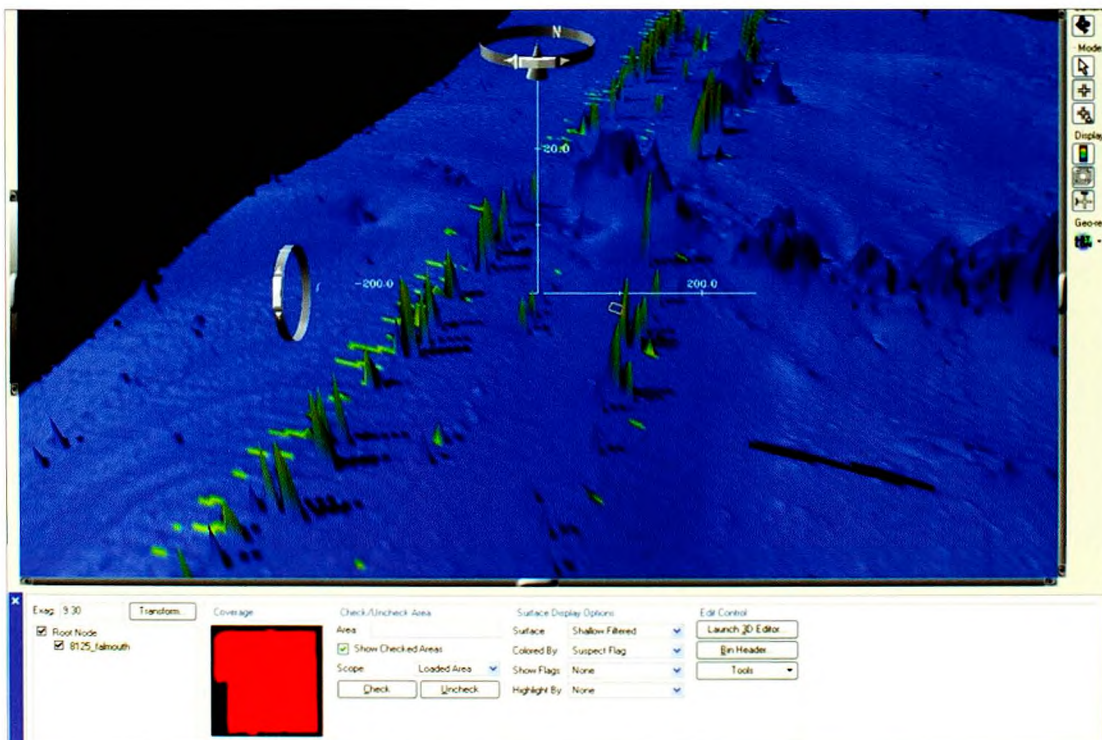 N
20.0
-200.0
200.0
Mode
Display
Geo-re
Exag 9.30 Transform...
Root Node
8125_falmouth
Coverage
Check/Uncheck Area
Area
Show Checked Areas
Scope Loaded Area
Check Uncheck
Surface Display Options
Surface Shallow Filtered
Colored By Suspect Flag
Show Flags None
Highlight By None
Edit Control
Launch 3D Editor...
Bin Header...
Tools